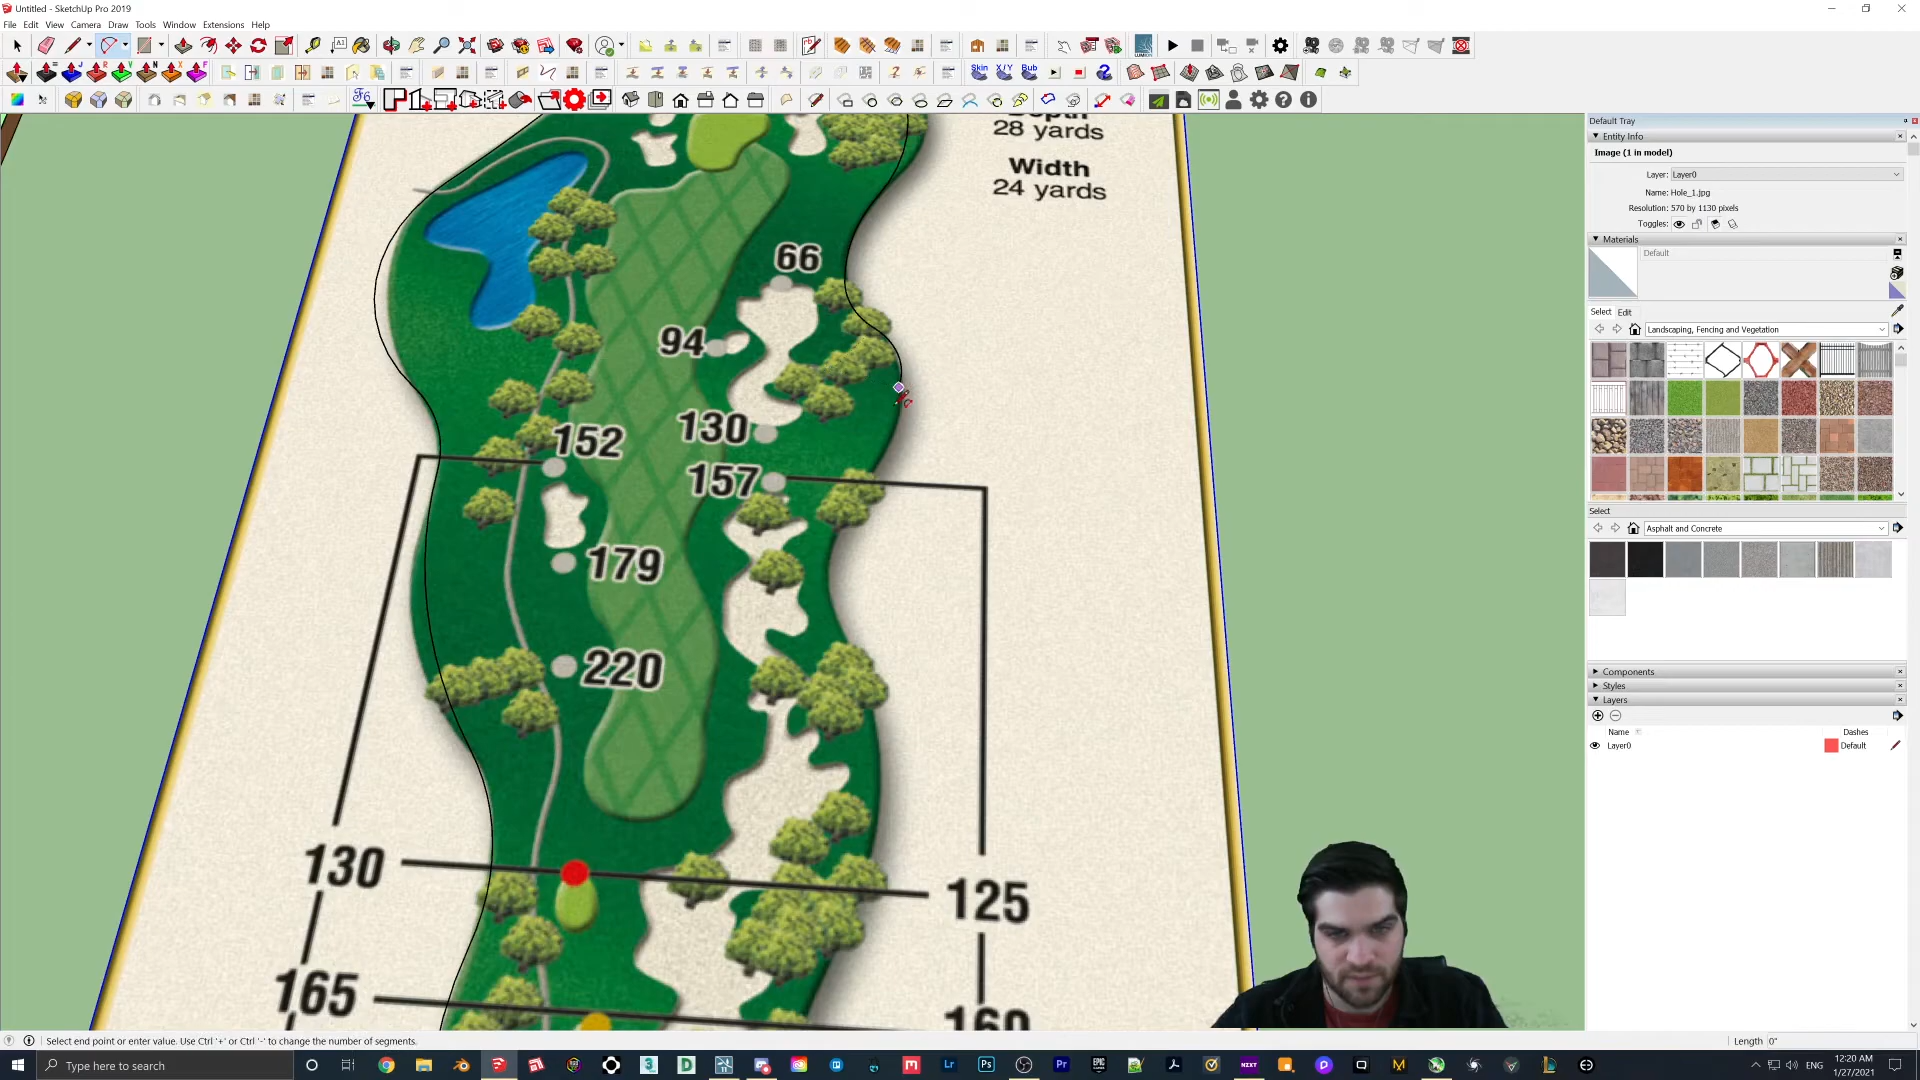 Untitled - SketchUp Pro 2019
File Edit View Camera Draw Tools Window Extensions Help
A1
Skin X/Y Bub
Default Tray
Entity Info
Image (1 in model)
Layer: Layer0
Name: Hole_1.jpg
Resolution: 570 by 1130 pixels
Toggles:
Materials
Default
Select Edit
Landscaping, Fencing and Vegetation
Select
Asphalt and Concrete
Components
Styles
Layers
Name Dashes
Layer0 Default
28 yards
Width
24 yards
66
94
130
152
157
179
220
130
125
165
160
Select end point or enter value. Use Ctrl '+' or Ctrl '-' to change the number of segments.
Length 0"
Type here to search
ENG
12:20 AM
1/27/2021